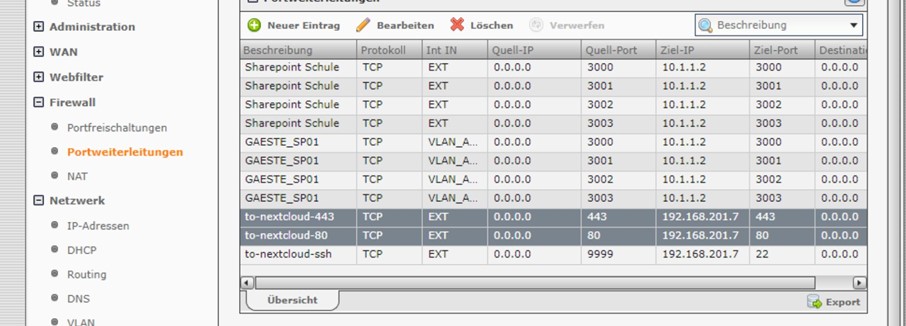 Status
Portweiterleitungen
Administration
Neuer Eintrag Bearbeiten Löschen Verwerfen Beschreibung
WAN
Webfilter
Firewall
Portfreischaltungen
Portweiterleitungen
NAT
Netzwerk
IP-Adressen
DHCP
Routing
DNS
VLAN
Beschreibung Protokoll Int IN Quell-IP Quell-Port Ziel-IP Ziel-Port Destinatio
Sharepoint Schule TCP EXT 0.0.0.0 3000 10.1.1.2 3000 0.0.0.0
Sharepoint Schule TCP EXT 0.0.0.0 3001 10.1.1.2 3001 0.0.0.0
Sharepoint Schule TCP EXT 0.0.0.0 3002 10.1.1.2 3002 0.0.0.0
Sharepoint Schule TCP EXT 0.0.0.0 3003 10.1.1.2 3003 0.0.0.0
GAESTE_SP01 TCP VLAN_A... 0.0.0.0 3000 10.1.1.2 3000 0.0.0.0
GAESTE_SP01 TCP VLAN_A... 0.0.0.0 3001 10.1.1.2 3001 0.0.0.0
GAESTE_SP01 TCP VLAN_A... 0.0.0.0 3002 10.1.1.2 3002 0.0.0.0
GAESTE_SP01 TCP VLAN_A... 0.0.0.0 3003 10.1.1.2 3003 0.0.0.0
to-nextcloud-443 TCP EXT 0.0.0.0 443 192.168.201.7 443 0.0.0.0
to-nextcloud-80 TCP EXT 0.0.0.0 80 192.168.201.7 80 0.0.0.0
to-nextcloud-ssh TCP EXT 0.0.0.0 9999 192.168.201.7 22 0.0.0.0
Übersicht
Export